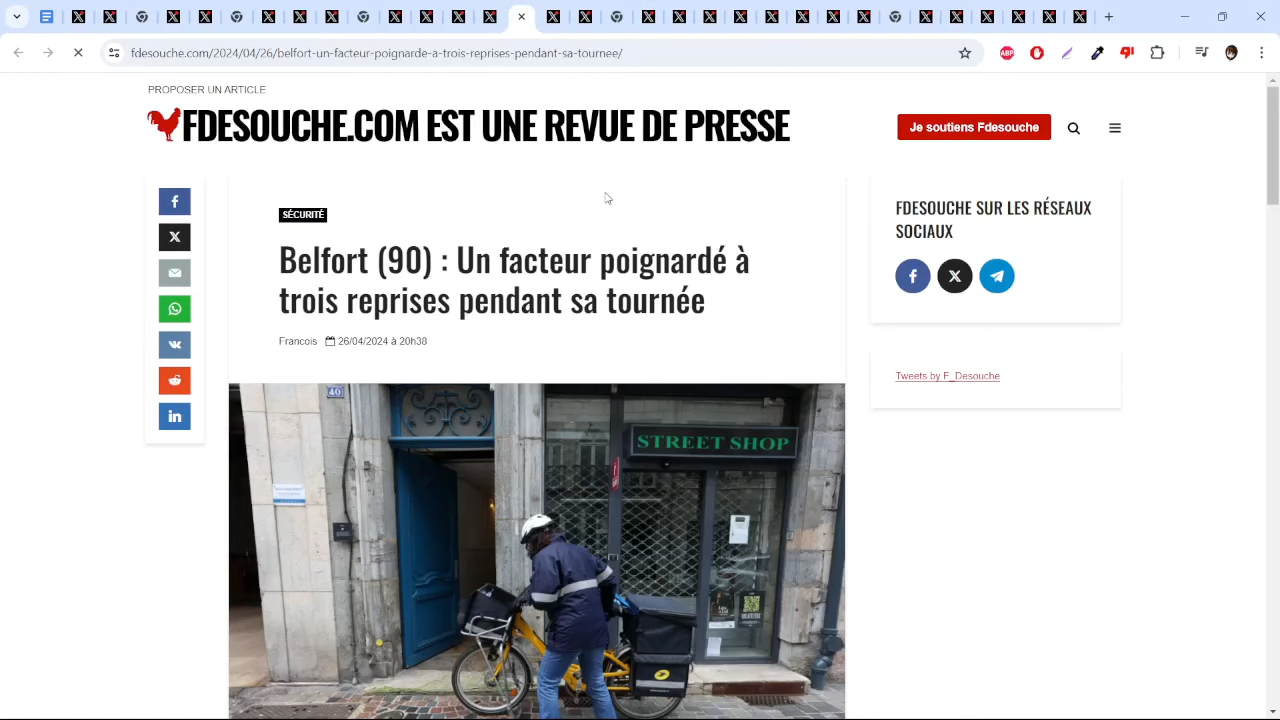 fdesouche.com/2024/04/26/belfort-un-facteur-poignarde-a-trois-reprises-pendant-sa-tournee/
ABP
PROPOSER UN ARTICLE
FDESOUCHE.COM EST UNE REVUE DE PRESSE
Je soutiens Fdesouche
SÉCURITÉ
Belfort (90) : Un facteur poignardé à
trois reprises pendant sa tournée
Francois 26/04/2024 à 20h38
FDESOUCHE SUR LES RÉSEAUX
SOCIAUX
Tweets by F_Desouche
40
STREET SHOP